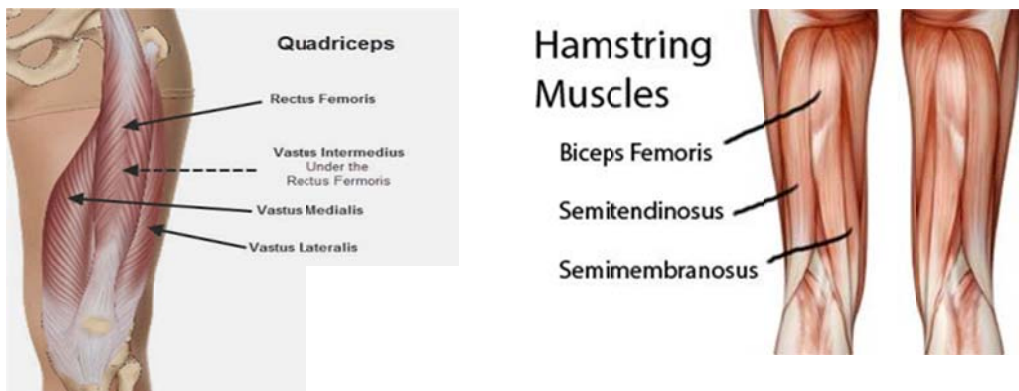 Quadriceps
Rectus Femoris
Vastus Intermedius
Under the
Rectus Fermoris
Vastus Medialis
Vastus Lateralis
Hamstring
Muscles
Biceps Femoris
Semitendinosus
Semimembranosus